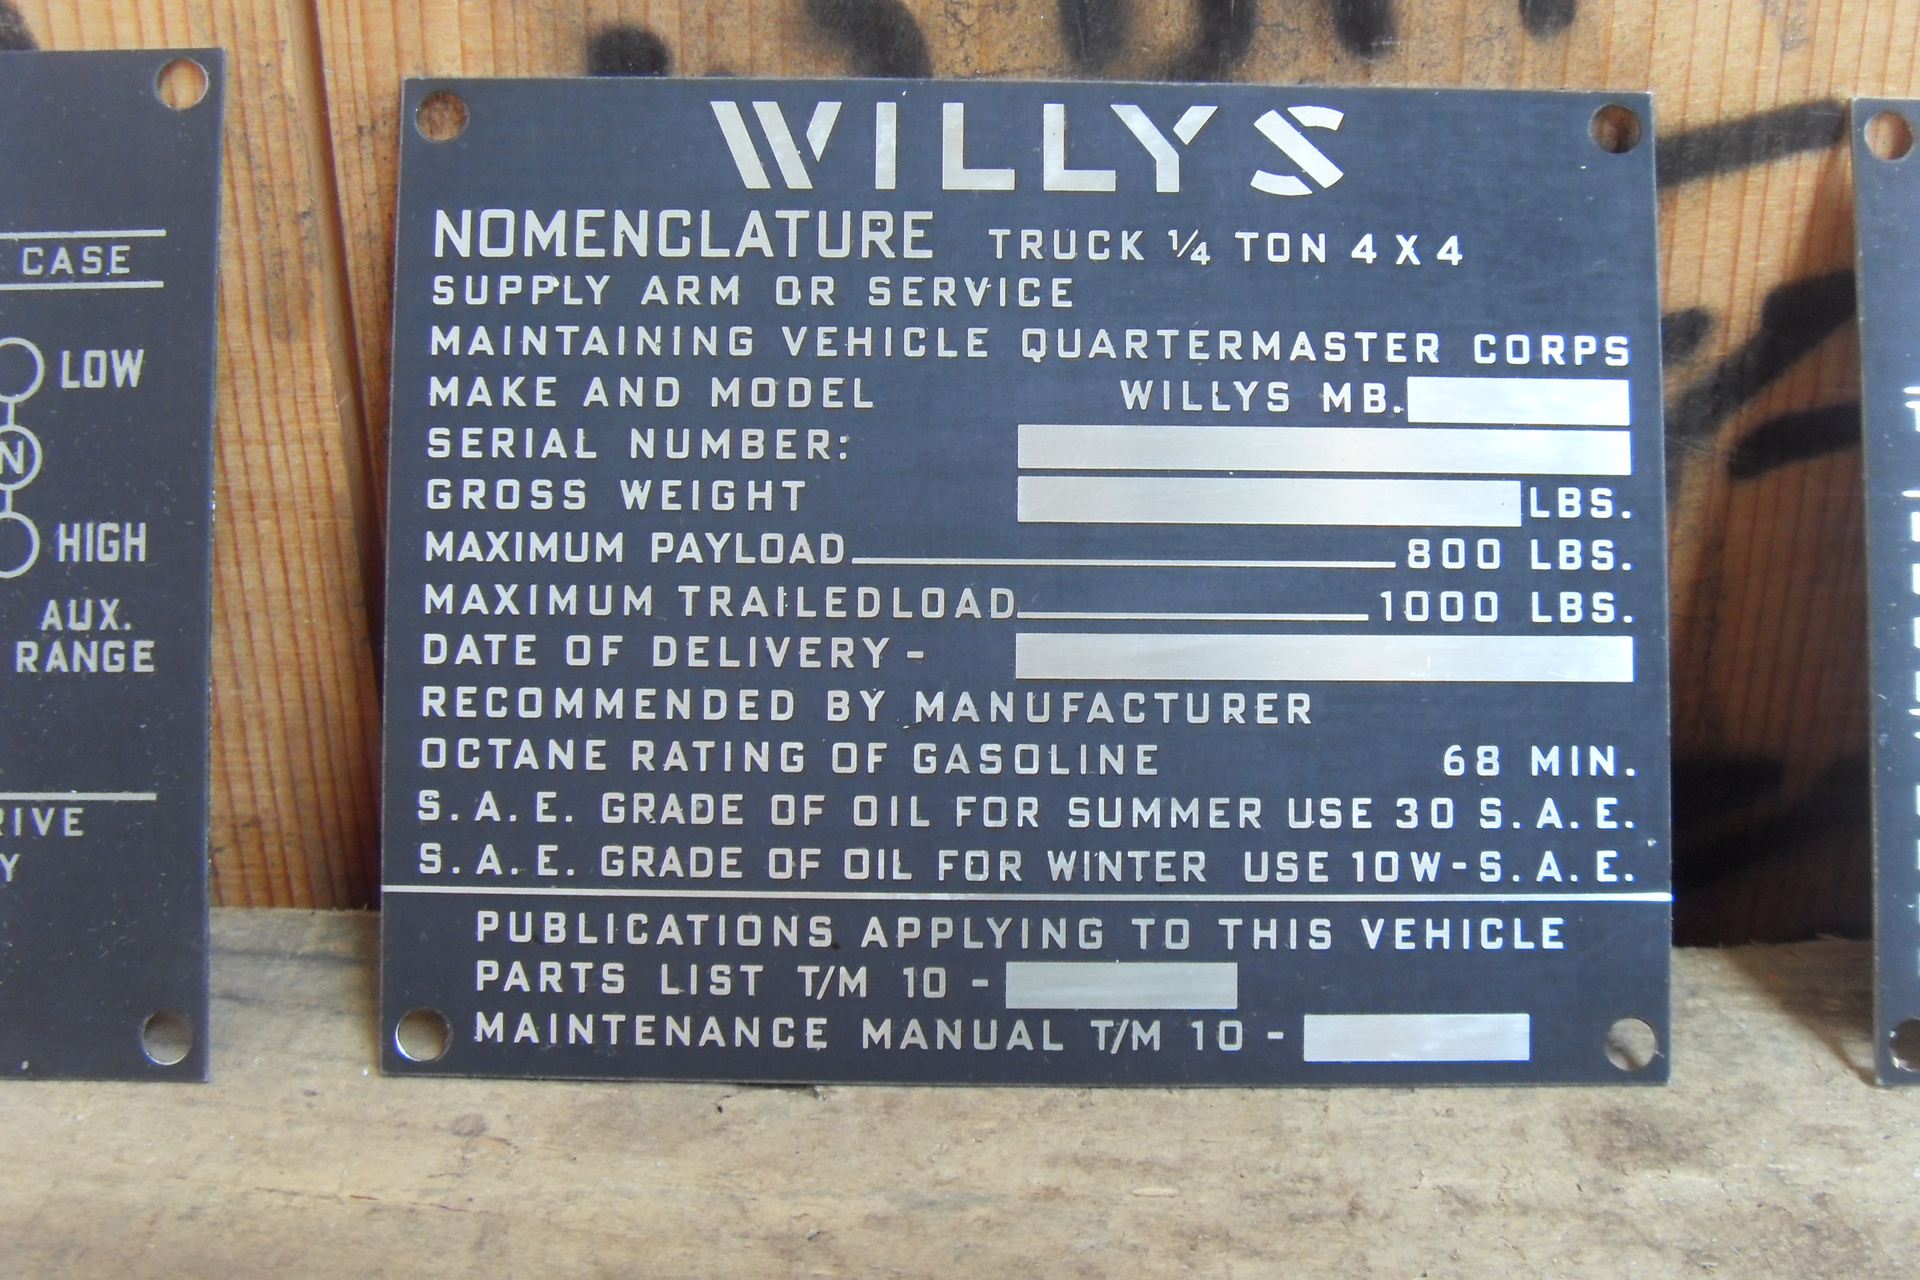 WILLYS
NOMENCLATURE TRUCK ¼ TON 4 X 4
SUPPLY ARM OR SERVICE
MAINTAINING VEHICLE QUARTERMASTER CORPS
MAKE AND MODEL WILLYS MB.
SERIAL NUMBER:
GROSS WEIGHT LBS.
MAXIMUM PAYLOAD 800 LBS.
MAXIMUM TRAILEDLOAD 1000 LBS.
DATE OF DELIVERY -
RECOMMENDED BY MANUFACTURER
OCTANE RATING OF GASOLINE 68 MIN.
S.A.E. GRADE OF OIL FOR SUMMER USE 30 S.A.E.
S.A.E. GRADE OF OIL FOR WINTER USE 10W-S.A.E.
PUBLICATIONS APPLYING TO THIS VEHICLE
PARTS LIST T/M 10 -
MAINTENANCE MANUAL T/M 10 -
CASE
LOW
N
HIGH
AUX.
RANGE